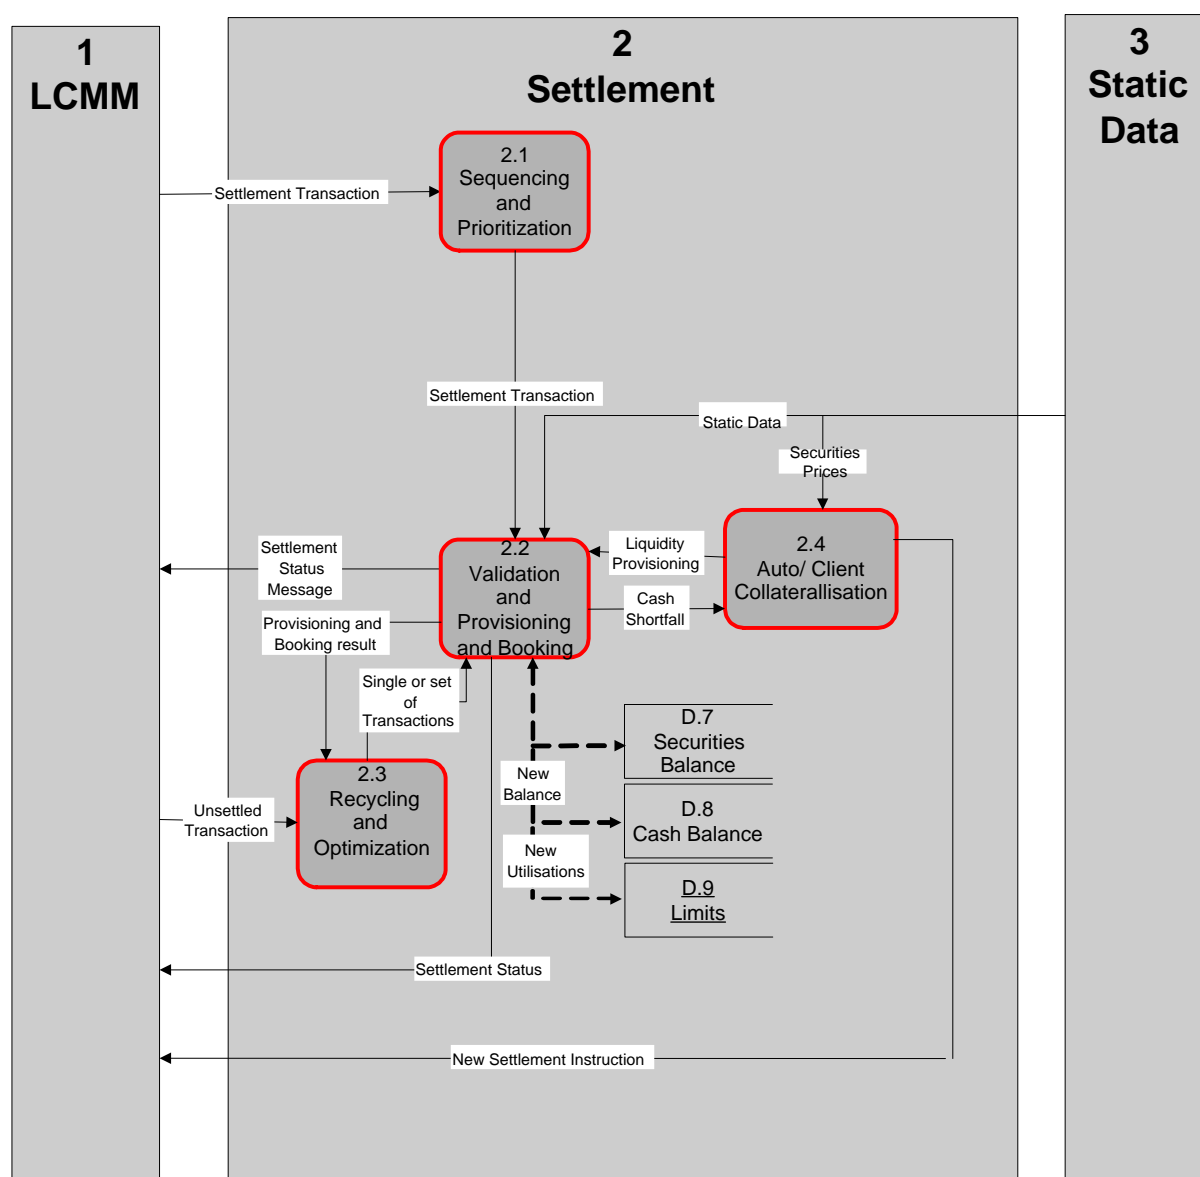 1
LCMM
2
Settlement
3
Static
Data
2.1
Sequencing
and
Prioritization
Settlement Transaction
Settlement Transaction
Static Data
Securities
Prices
2.2
Validation
and
Provisioning
and Booking
Liquidity
Provisioning
2.4
Auto/ Client
Collaterallisation
Cash
Shortfall
Settlement
Status
Message
Provisioning and
Booking result
Single or set
of
Transactions
2.3
Recycling
and
Optimization
Unsettled
Transaction
New
Balance
New
Utilisations
D.7
Securities
Balance
D.8
Cash Balance
D.9
Limits
Settlement Status
New Settlement Instruction